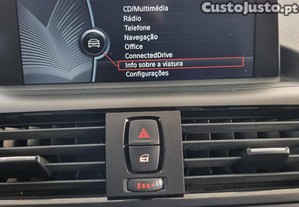 CustoJusto.pt
CD/Multimédia
Rádio
Telefone
Navegação
Office
ConnectedDrive
Info sobre a viatura
Configurações